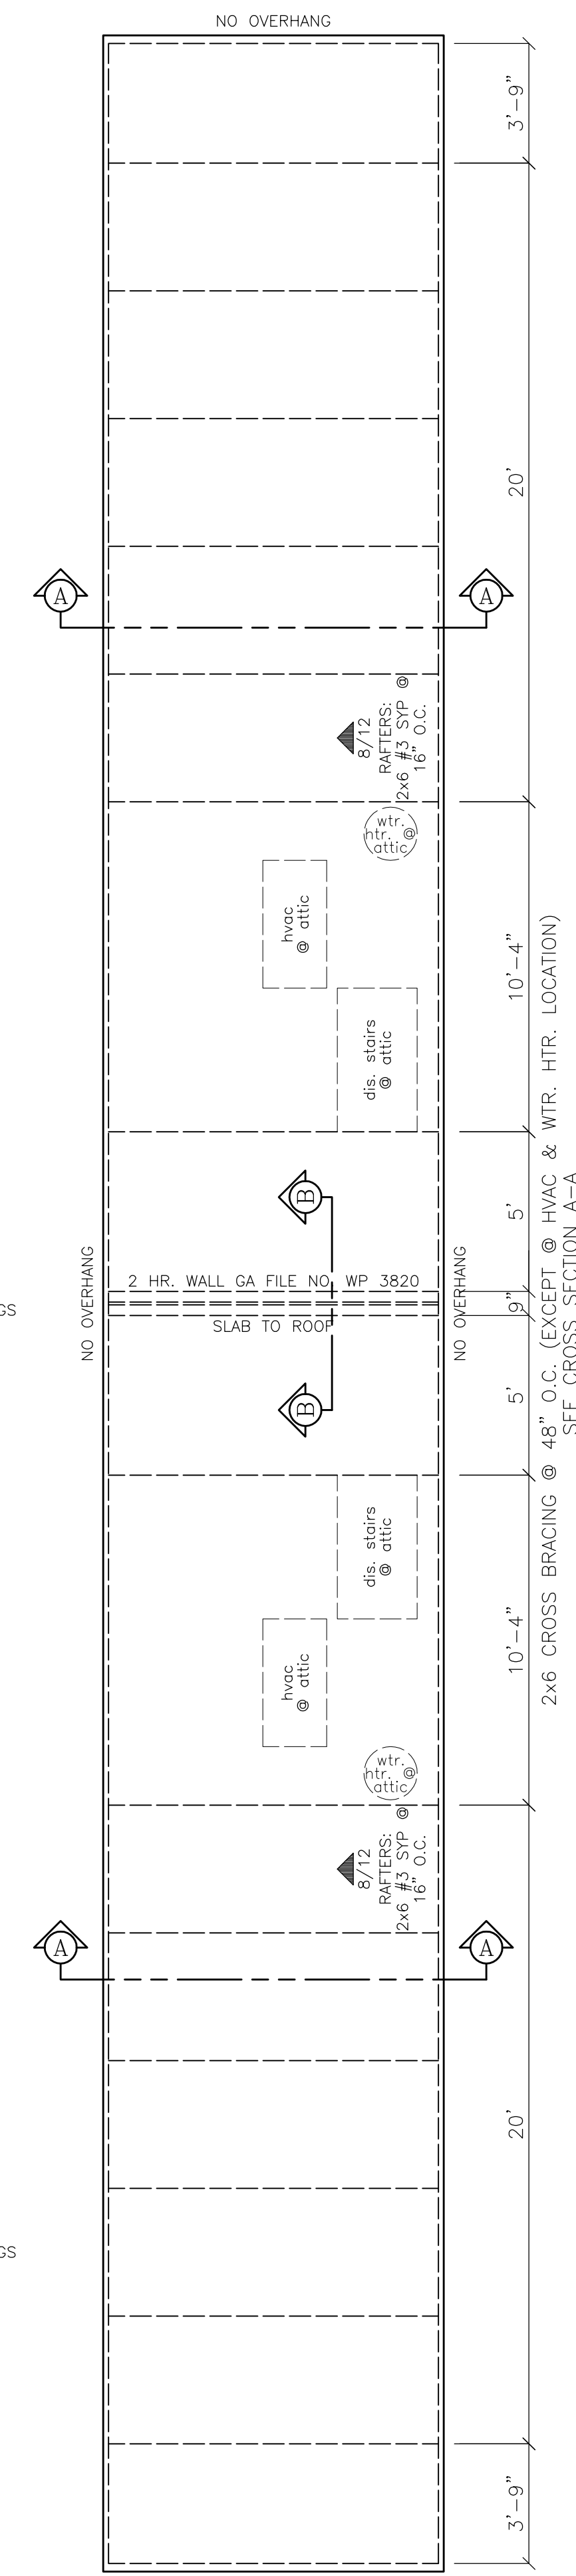 NO OVERHANG
3'-9"
20'
A
A
8/12
RAFTERS:
2x6 #3 SYP @
16" O.C.
wtr.
htr. @
attic
hvac
@ attic
10'-4"
dis. stairs
@ attic
B
5'
NO OVERHANG
2 HR. WALL GA FILE NO. WP 3820
NO OVERHANG
9"
SLAB TO ROOF
GS
B
5'
2x6 CROSS BRACING @ 48" O.C. (EXCEPT @ HVAC & WTR. HTR. LOCATION)
SEE CROSS SECTION A-A
dis. stairs
@ attic
hvac
@ attic
10'-4"
wtr.
htr. @
attic
8/12
RAFTERS:
2x6 #3 SYP @
16" O.C.
A
A
20'
GS
3'-9"